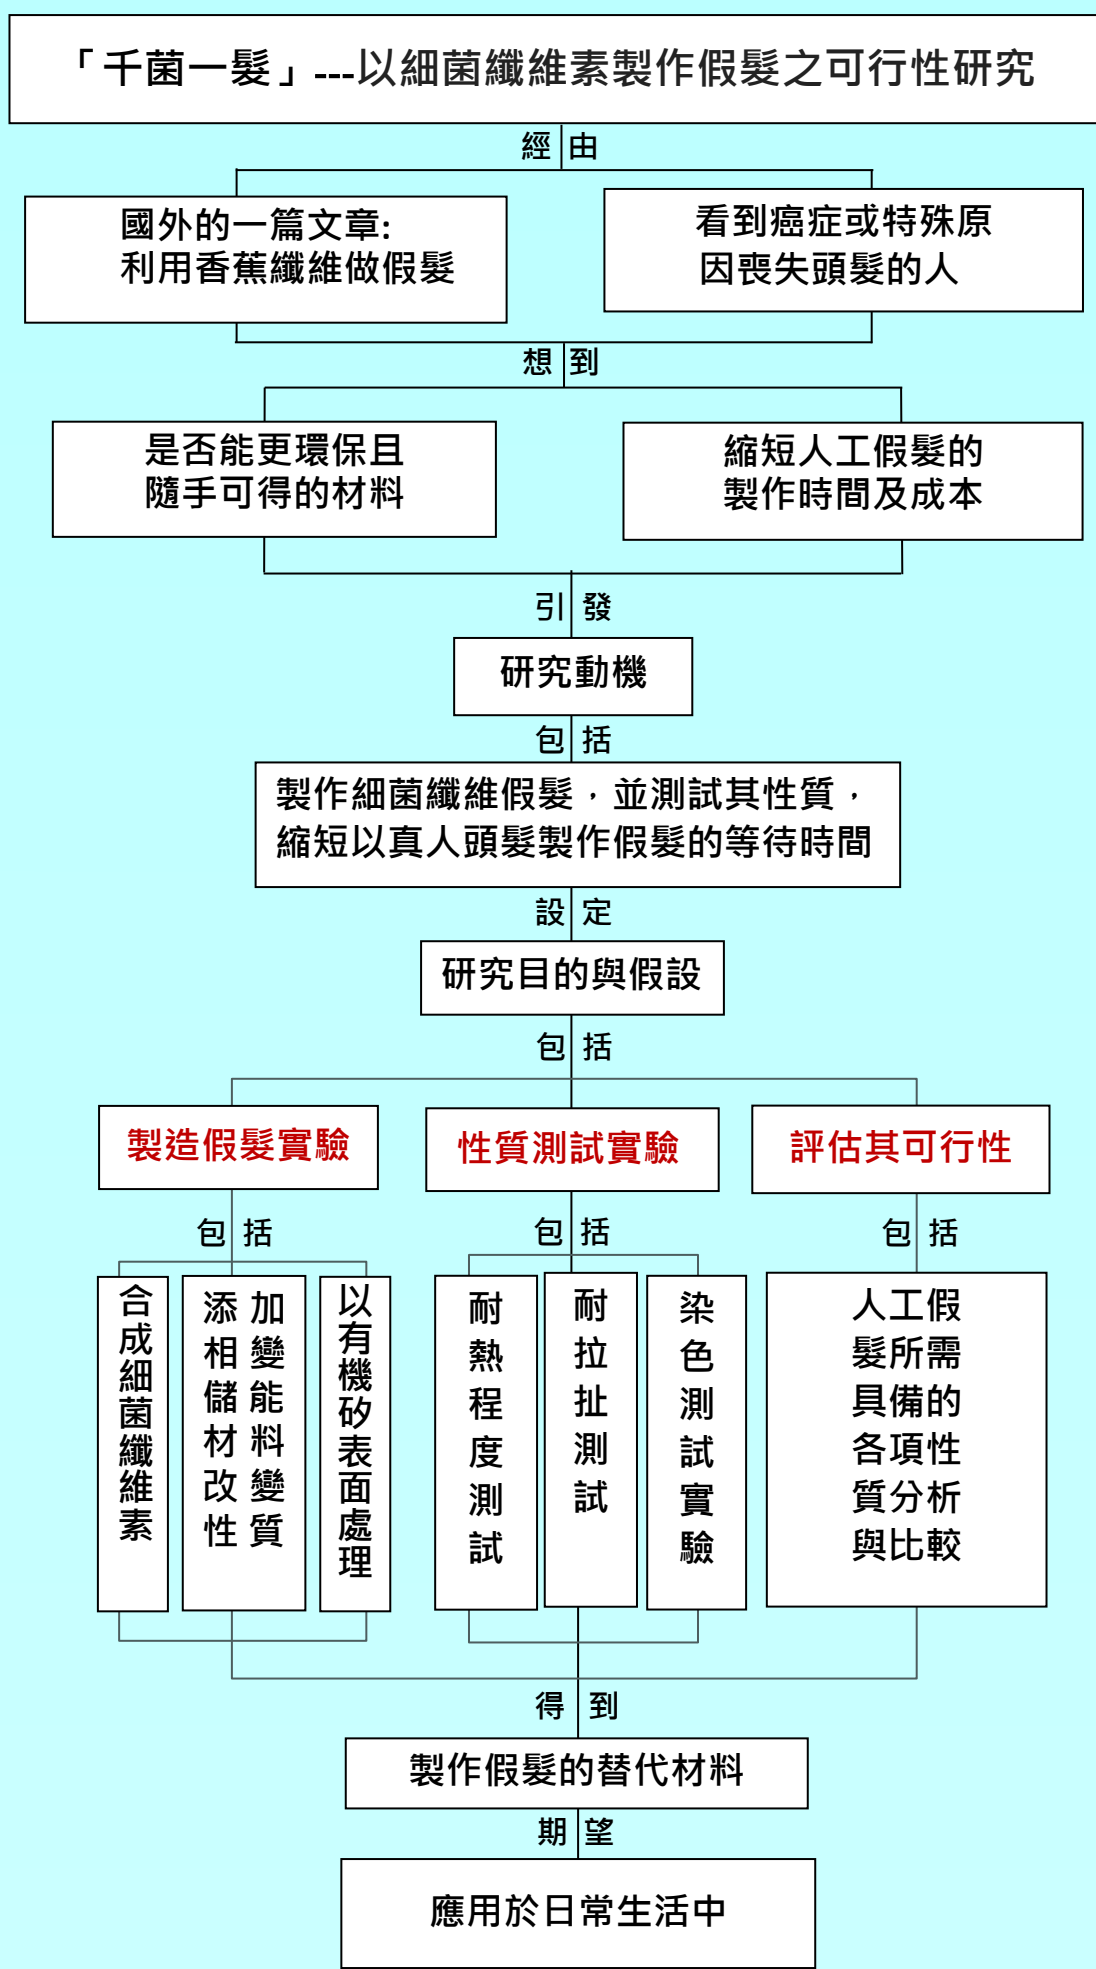 「千菌一髮」---以細菌纖維素製作假髮之可行性研究
經由
國外的一篇文章:
利用香蕉纖維做假髮
看到癌症或特殊原
因喪失頭髮的人
想到
是否能更環保且
隨手可得的材料
縮短人工假髮的
製作時間及成本
引發
研究動機
包括
製作細菌纖維假髮，並測試其性質，
縮短以真人頭髮製作假髮的等待時間
設定
研究目的與假設
包括
製造假髮實驗
性質測試實驗
評估其可行性
包括
包括
包括
合成細菌纖維素
添加
相變
儲能
材料
改變
性質
以有機矽表面處理
耐熱程度測試
耐拉扯測試
染色測試實驗
人工假
髮所需
具備的
各項性
質分析
與比較
得到
製作假髮的替代材料
期望
應用於日常生活中